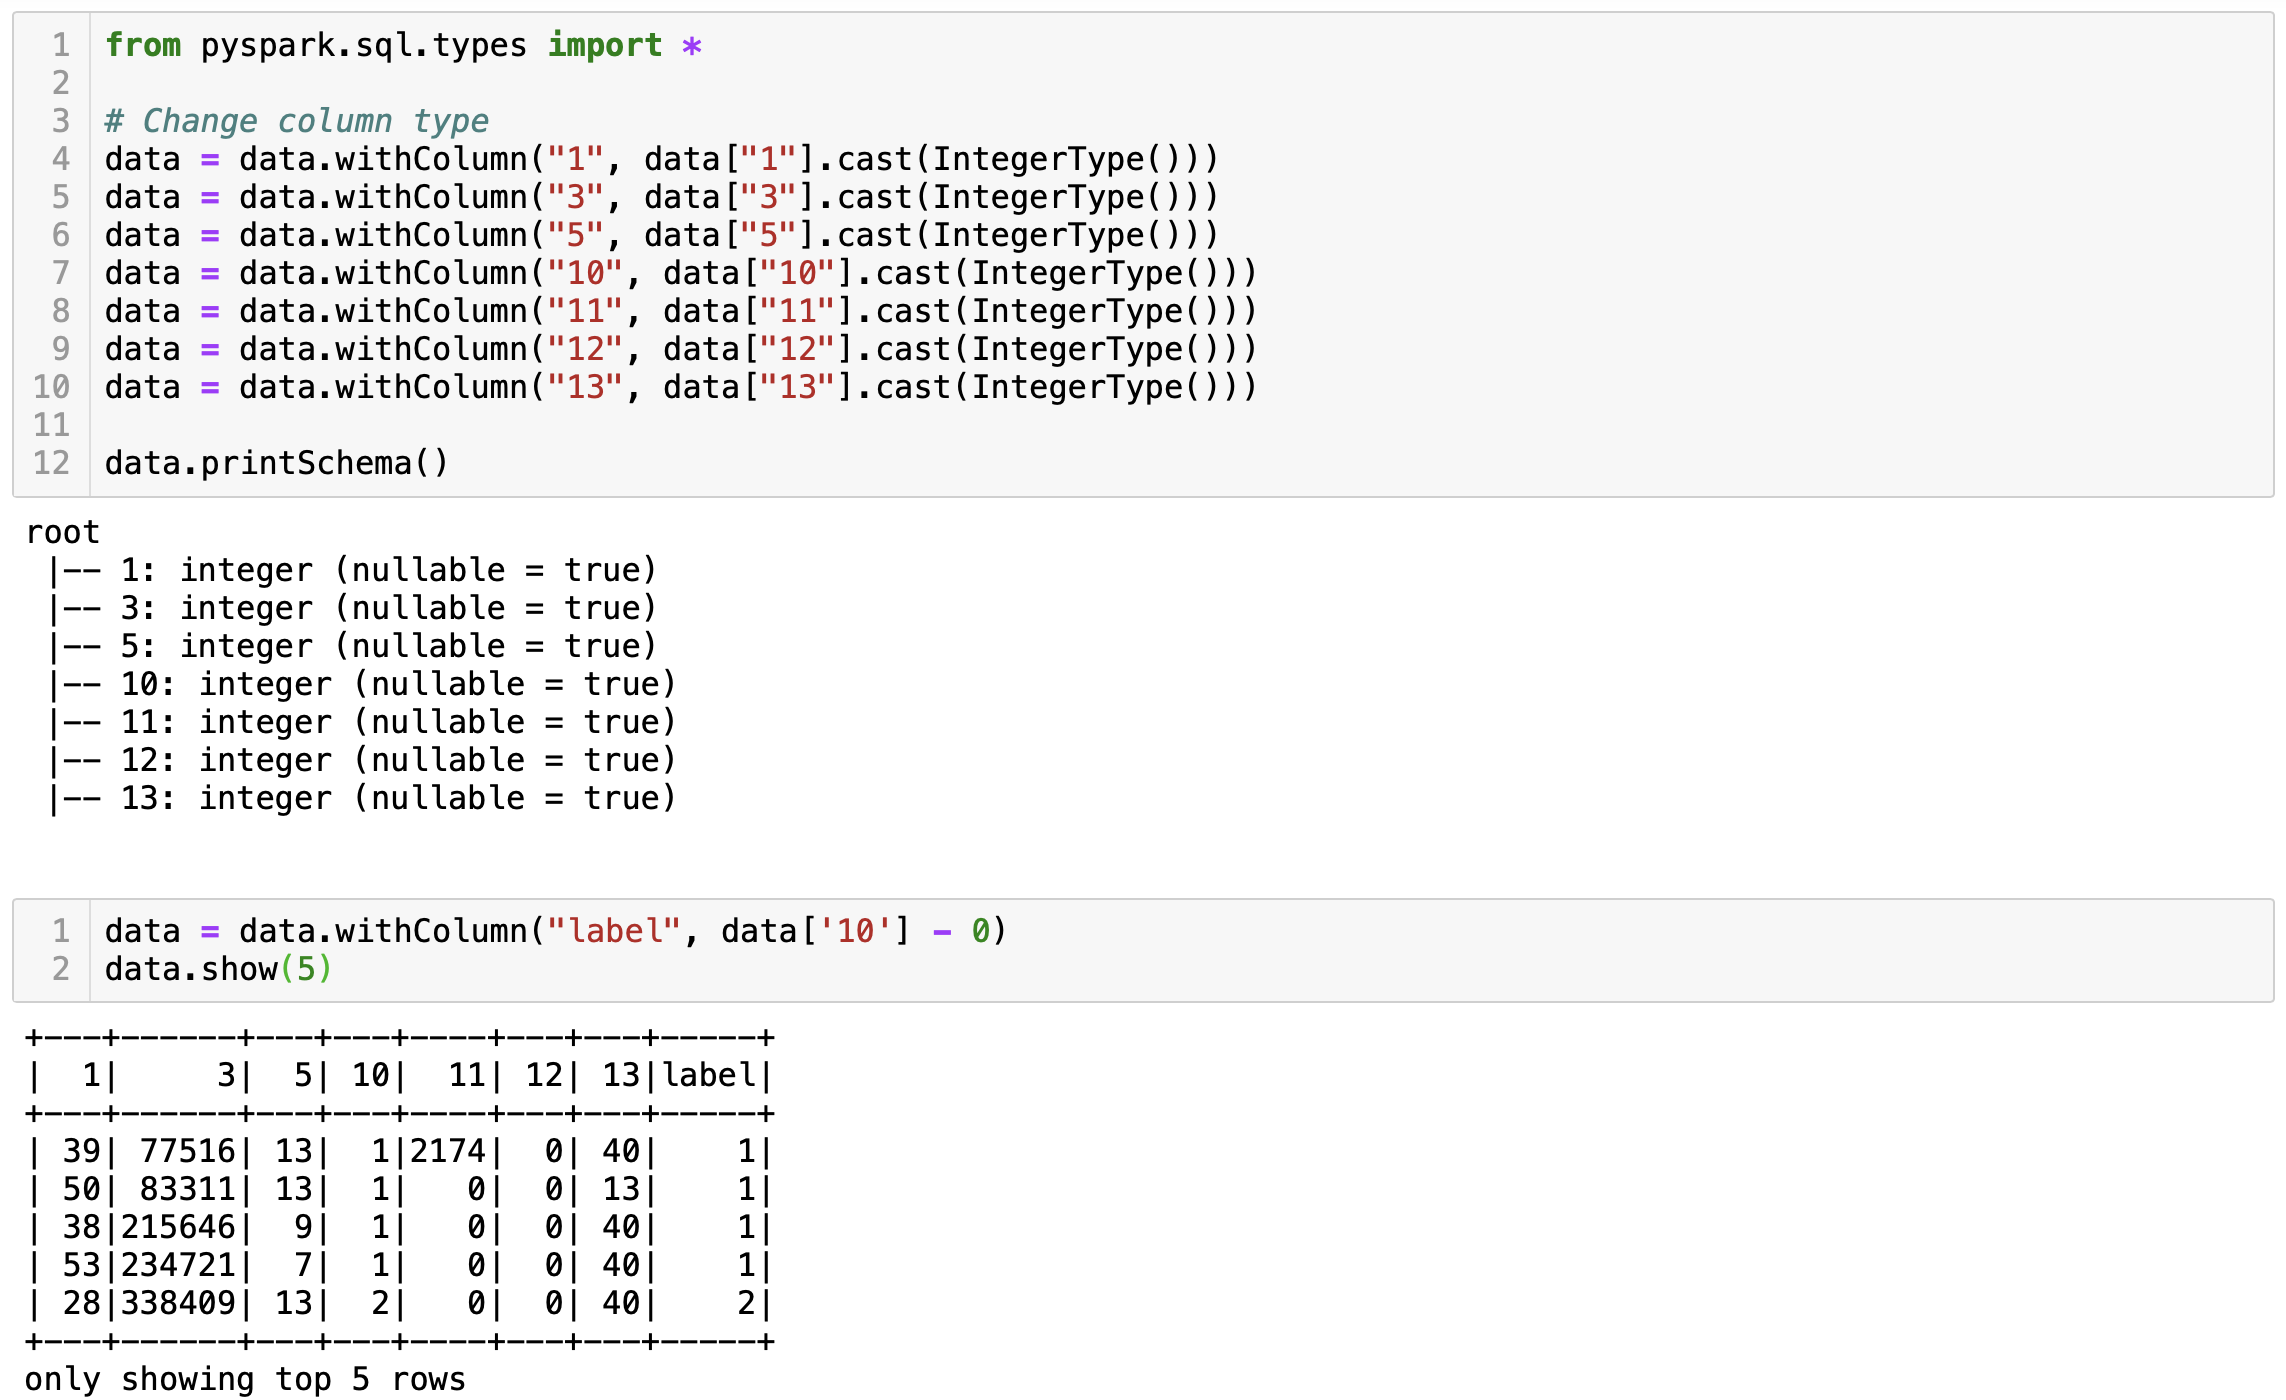 1 from pyspark.sql.types import *
2
3 # Change column type
4 data = data.withColumn("1", data["1"].cast(IntegerType()))
5 data = data.withColumn("3", data["3"].cast(IntegerType()))
6 data = data.withColumn("5", data["5"].cast(IntegerType()))
7 data = data.withColumn("10", data["10"].cast(IntegerType()))
8 data = data.withColumn("11", data["11"].cast(IntegerType()))
9 data = data.withColumn("12", data["12"].cast(IntegerType()))
10 data = data.withColumn("13", data["13"].cast(IntegerType()))
11
12 data.printSchema()
root
 |-- 1: integer (nullable = true)
 |-- 3: integer (nullable = true)
 |-- 5: integer (nullable = true)
 |-- 10: integer (nullable = true)
 |-- 11: integer (nullable = true)
 |-- 12: integer (nullable = true)
 |-- 13: integer (nullable = true)
1 data = data.withColumn("label", data['10'] - 0)
2 data.show(5)
+---+------+---+---+----+---+---+-----+
|  1|     3|  5| 10|  11| 12| 13|label|
+---+------+---+---+----+---+---+-----+
| 39| 77516| 13|  1|2174|  0| 40|    1|
| 50| 83311| 13|  1|   0|  0| 13|    1|
| 38|215646|  9|  1|   0|  0| 40|    1|
| 53|234721|  7|  1|   0|  0| 40|    1|
| 28|338409| 13|  2|   0|  0| 40|    2|
+---+------+---+---+----+---+---+-----+
only showing top 5 rows